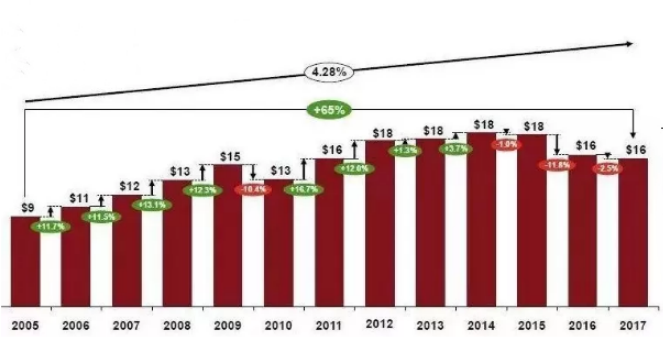 4.28%
+65%
$9 $11 $12 $13 $15 $13 $16 $18 $18 $18 $18 $16 $16
+11.7% +11.5% +13.1% +12.3% -10.4% +16.7% +12.0% +1.3% +3.7% -1.0% -11.6% -2.5%
2005 2006 2007 2008 2009 2010 2011 2012 2013 2014 2015 2016 2017